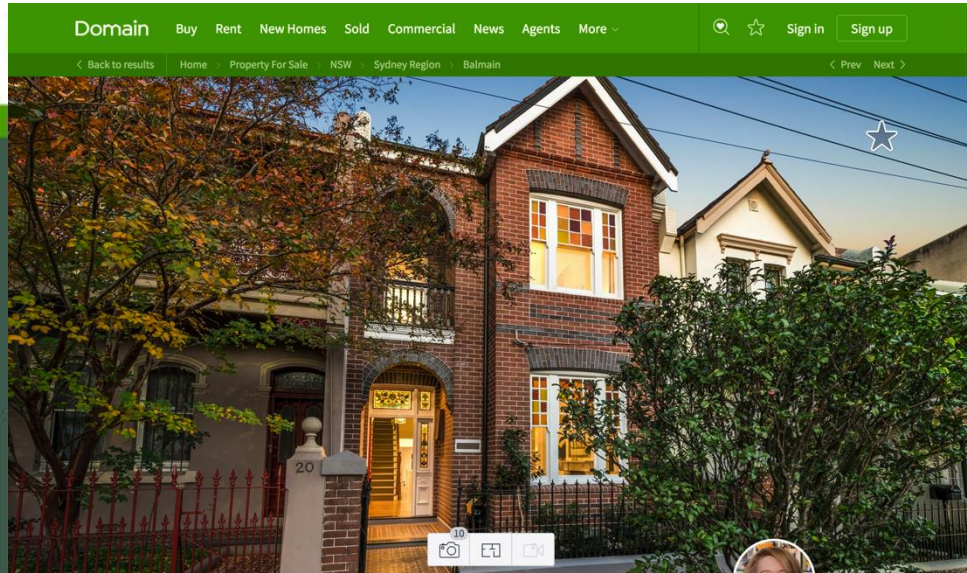 Domain Buy Rent New Homes Sold Commercial News Agents More Sign in Sign up
Back to results Home Property For Sale NSW Sydney Region Balmain Prev Next
20
10